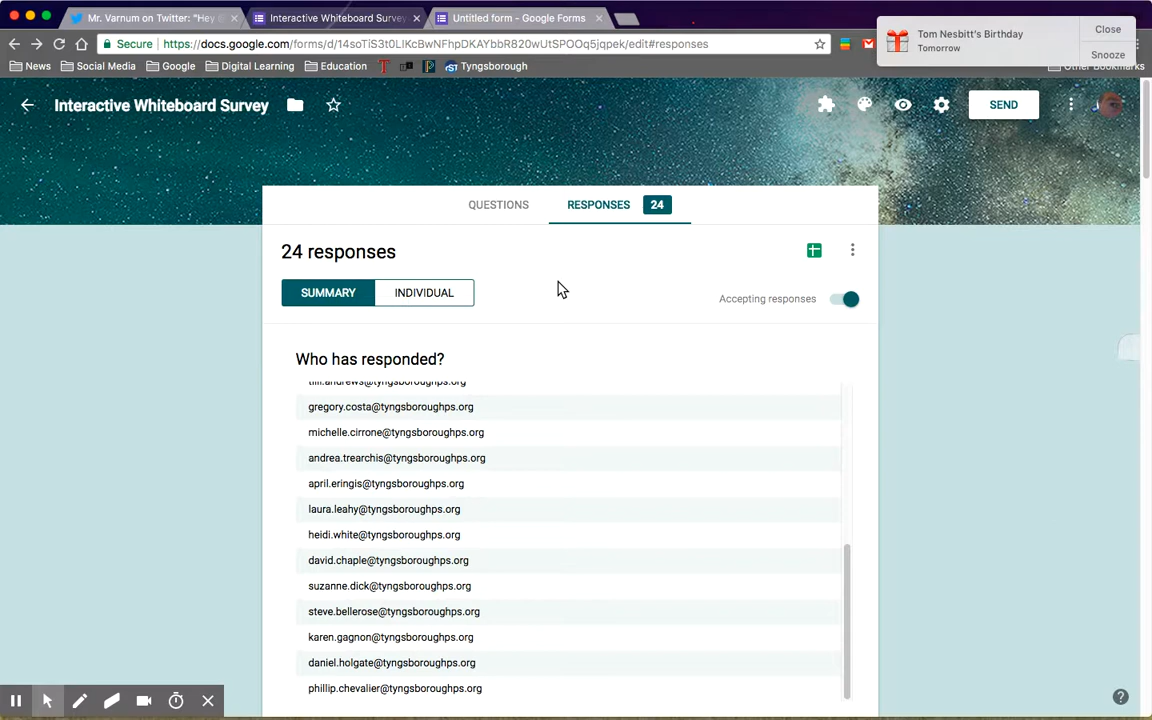 Mr. Varnum on Twitter: "Hey
Interactive Whiteboard Survey
Untitled form - Google Forms
Secure
https://docs.google.com/forms/d/14soTiS3t0LIKcBwNFhpDKAYbbR820wUtSPOOq5jqpek/edit#responses
Tom Nesbitt's Birthday
Tomorrow
Close
Snooze
News
Social Media
Google
Digital Learning
Education
Tyngsborough
Other Bookmarks
Interactive Whiteboard Survey
SEND
QUESTIONS
RESPONSES 24
24 responses
SUMMARY
INDIVIDUAL
Accepting responses
Who has responded?
gregory.costa@tyngsboroughps.org
michelle.cirrone@tyngsboroughps.org
andrea.trearchis@tyngsboroughps.org
april.eringis@tyngsboroughps.org
laura.leahy@tyngsboroughps.org
heidi.white@tyngsboroughps.org
david.chaple@tyngsboroughps.org
suzanne.dick@tyngsboroughps.org
steve.bellerose@tyngsboroughps.org
karen.gagnon@tyngsboroughps.org
daniel.holgate@tyngsboroughps.org
phillip.chevalier@tyngsboroughps.org